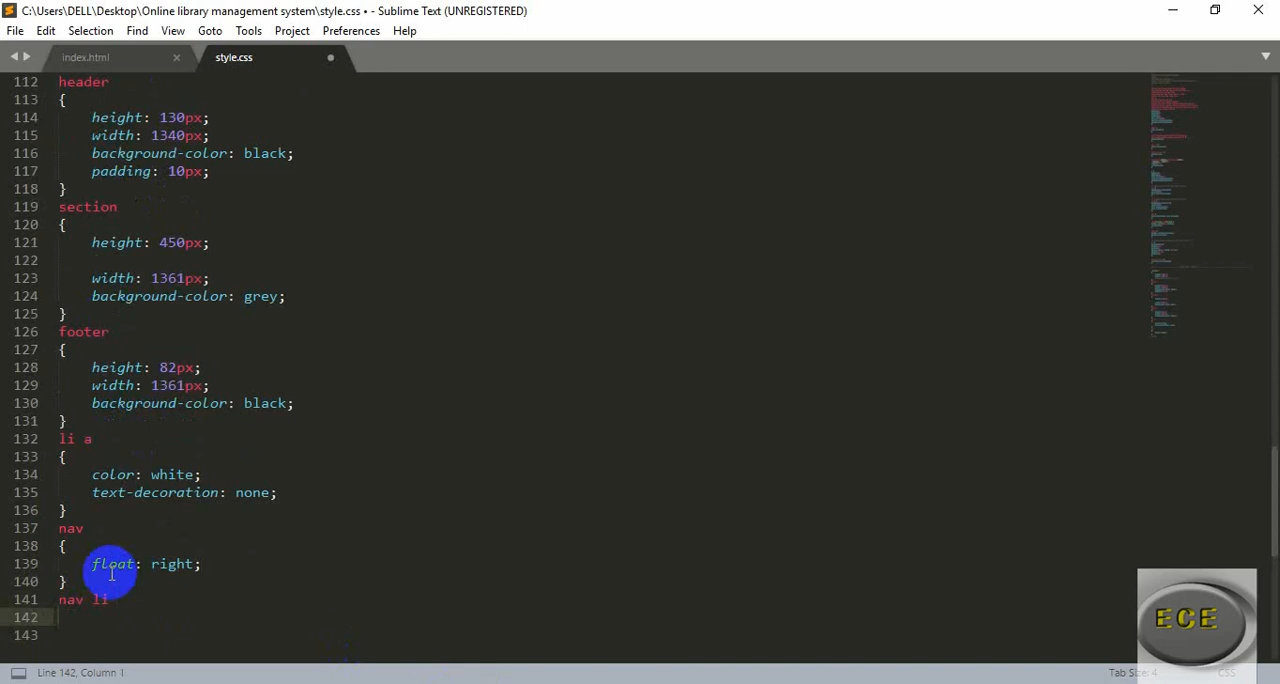 C:\Users\DELL\Desktop\Online library management system\style.css • - Sublime Text (UNREGISTERED)
File Edit Selection Find View Goto Tools Project Preferences Help
index.html style.css
112 header
113 {
114 height: 130px;
115 width: 1340px;
116 background-color: black;
117 padding: 10px;
118 }
119 section
120 {
121 height: 450px;
122
123 width: 1361px;
124 background-color: grey;
125 }
126 footer
127 {
128 height: 82px;
129 width: 1361px;
130 background-color: black;
131 }
132 li a
133 {
134 color: white;
135 text-decoration: none;
136 }
137 nav
138 {
139 float: right;
140 }
141 nav li
142
143
ECE
Line 142, Column 1 Tab Size: 4 CSS